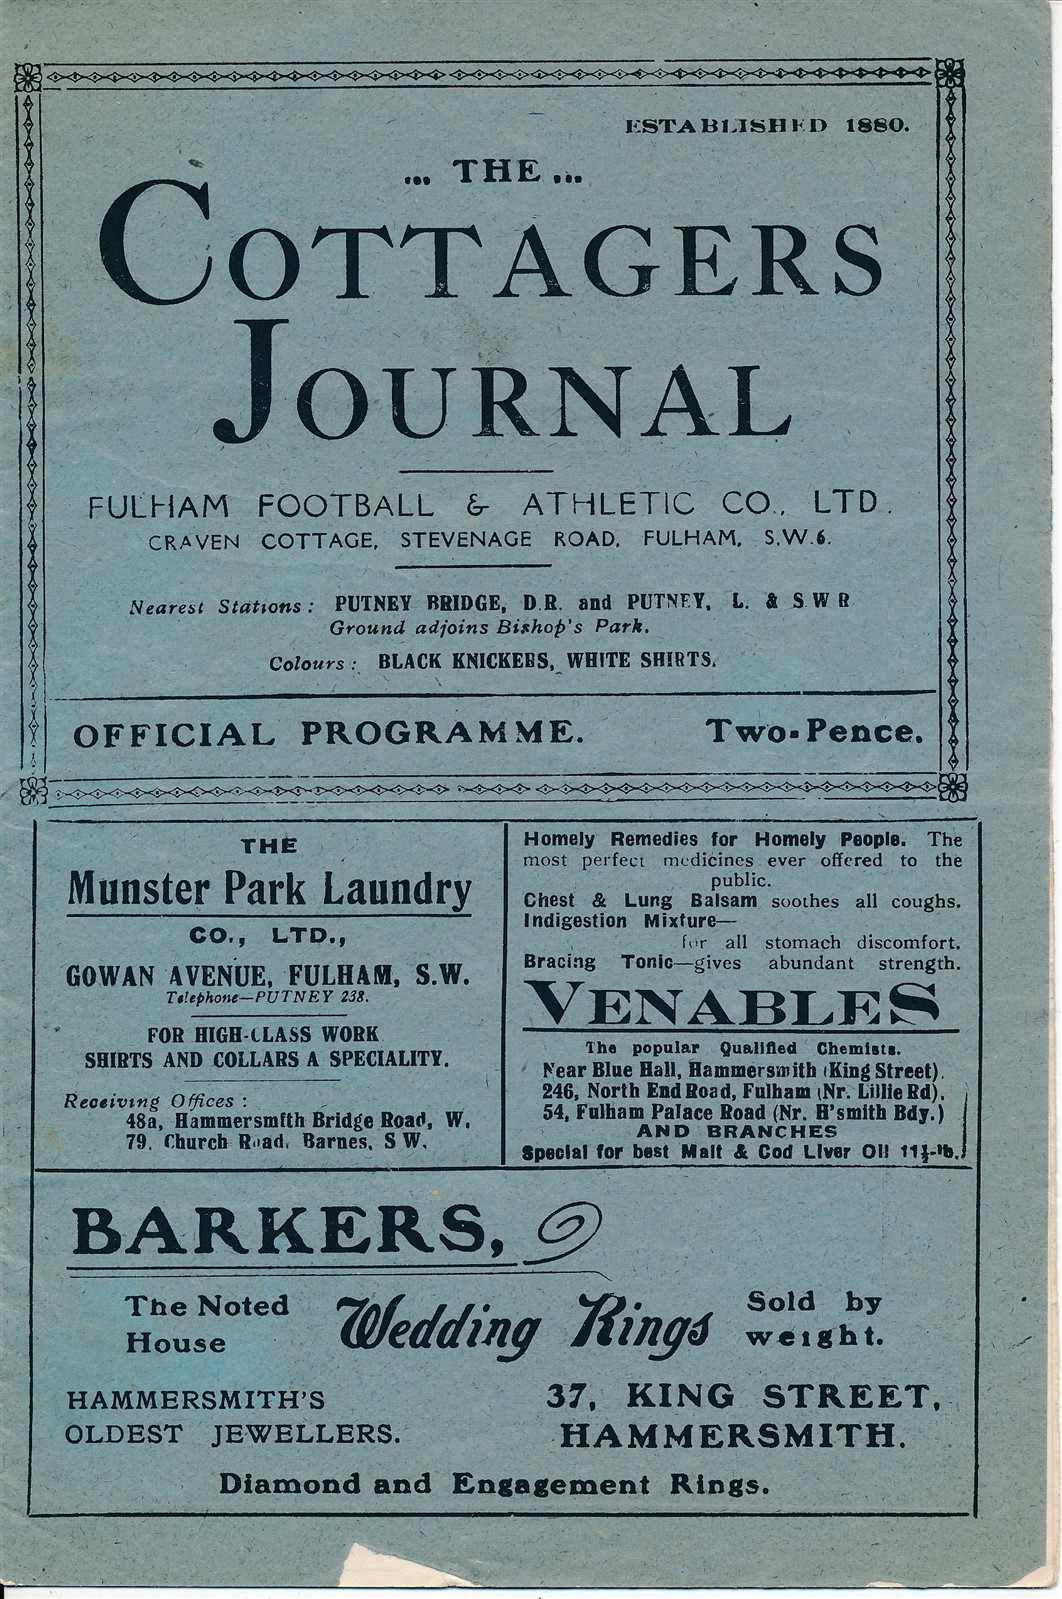 ESTABLISHED 1880.
... THE ...
COTTAGERS
JOURNAL
FULHAM FOOTBALL & ATHLETIC CO., LTD.
CRAVEN COTTAGE, STEVENAGE ROAD, FULHAM, S.W.6.
Nearest Stations: PUTNEY BRIDGE, D.R. and PUTNEY, L. & S W R
Ground adjoins Bishop's Park.
Colours: BLACK KNICKERS, WHITE SHIRTS.
OFFICIAL PROGRAMME. Two-Pence.
THE
Munster Park Laundry
CO., LTD.,
GOWAN AVENUE, FULHAM, S.W.
Telephone—PUTNEY 238.
FOR HIGH-CLASS WORK
SHIRTS AND COLLARS A SPECIALITY.
Receiving Offices:
48a, Hammersmith Bridge Road, W.
79, Church Road, Barnes, S W.
Homely Remedies for Homely People. The
most perfect medicines ever offered to the
public.
Chest & Lung Balsam soothes all coughs.
Indigestion Mixture—
for all stomach discomfort.
Bracing Tonic—gives abundant strength.
VENABLES
The popular Qualified Chemists.
Near Blue Hall, Hammersmith (King Street).
246, North End Road, Fulham (Nr. Lillie Rd).
54, Fulham Palace Road (Nr. H'smith Bdy.)
AND BRANCHES
Special for best Malt & Cod Liver Oil 11½-lb.
BARKERS,
The Noted
House
Wedding Rings
Sold by
weight.
HAMMERSMITH'S
OLDEST JEWELLERS.
37, KING STREET,
HAMMERSMITH.
Diamond and Engagement Rings.